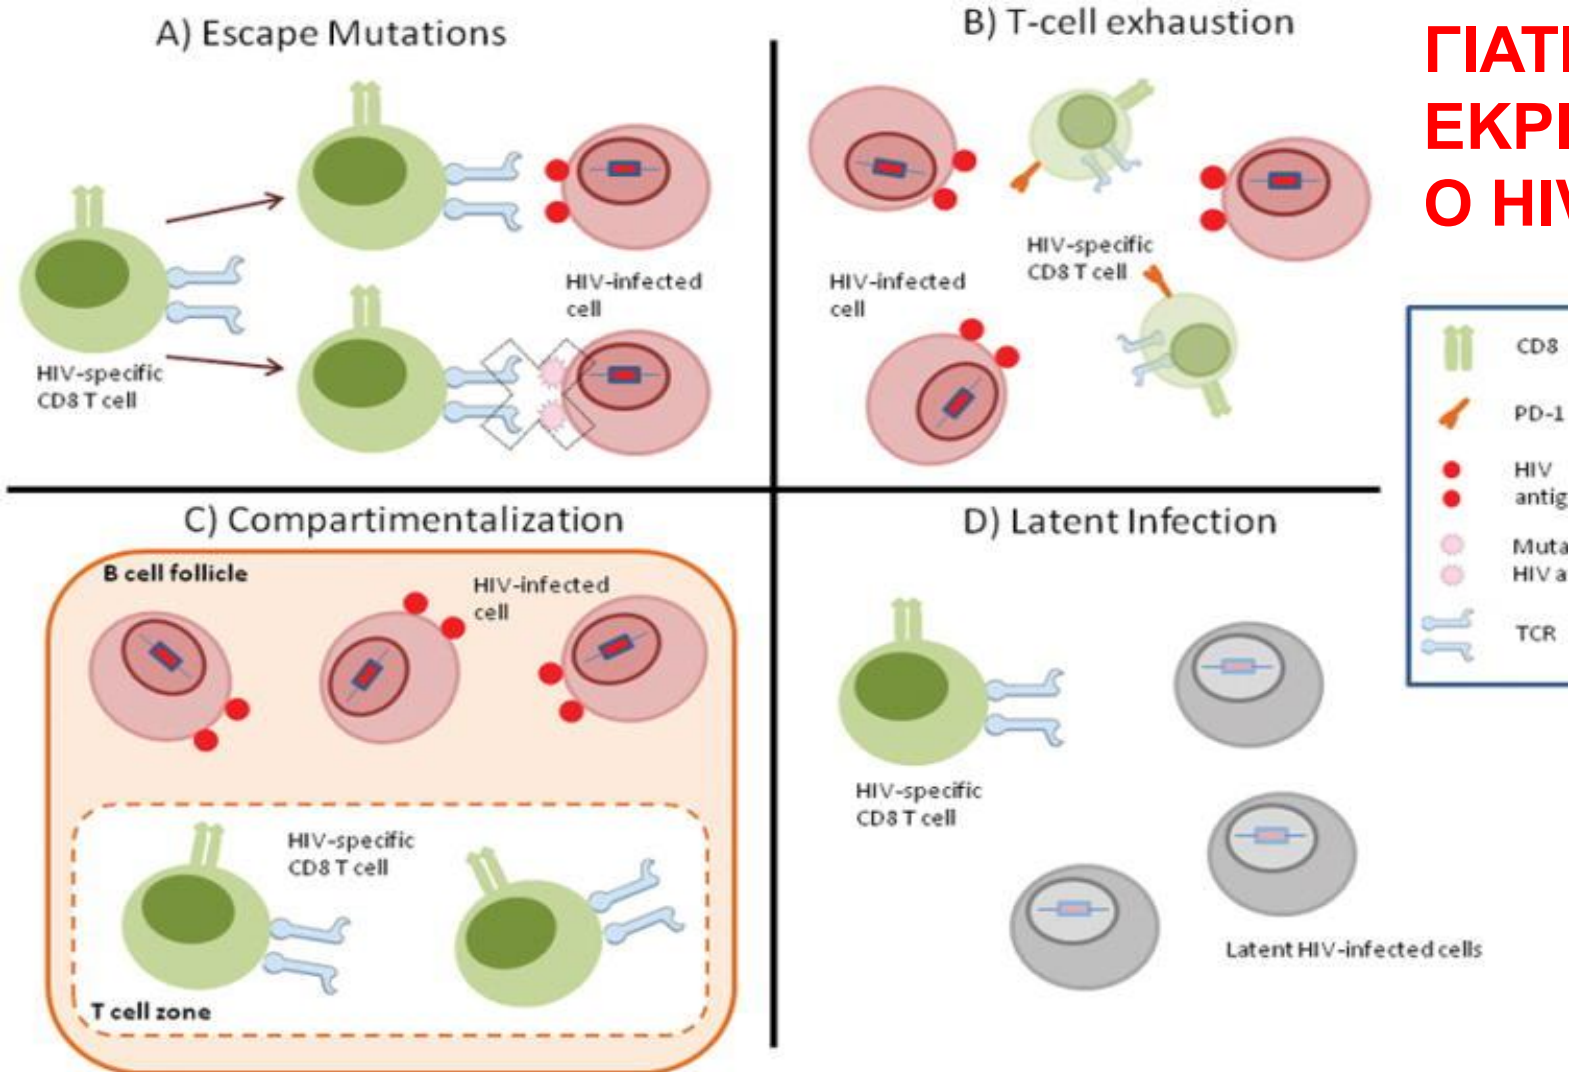 A) Escape Mutations
HIV-specific
CD8 T cell
HIV-infected
cell
B) T-cell exhaustion
HIV-specific
CD8 T cell
HIV-infected
cell
C) Compartimentalization
B cell follicle
HIV-infected
cell
HIV-specific
CD8 T cell
T cell zone
D) Latent Infection
HIV-specific
CD8 T cell
Latent HIV-infected cells
Ο
CD8
PD-1
HIV
HIV
TCR